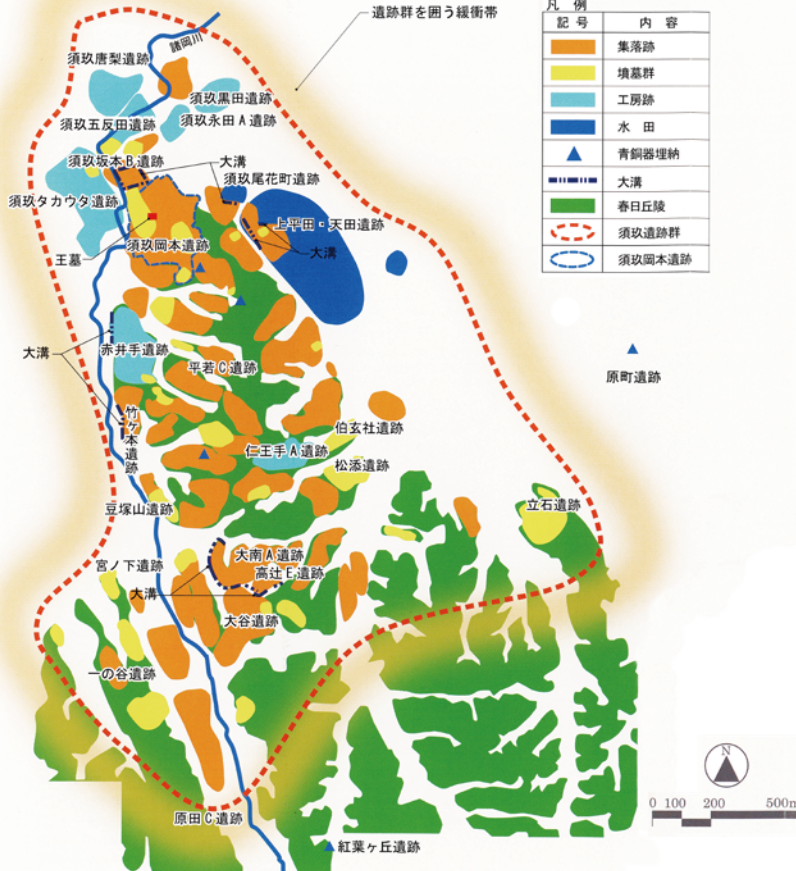 遺跡群を囲う緩衝帯
凡 例
記 号 内 容
集落跡
墳墓群
工房跡
水 田
青銅器埋納
大溝
春日丘陵
須玖遺跡群
須玖岡本遺跡
諸岡川
須玖唐梨遺跡
須玖黒田遺跡
須玖五反田遺跡
須玖永田A遺跡
須玖坂本B遺跡
大溝
須玖尾花町遺跡
須玖タカウタ遺跡
上平田・天田遺跡
須玖岡本遺跡
大溝
王墓
大溝
赤井手遺跡
平若C遺跡
原町遺跡
竹ヶ本遺跡
伯玄社遺跡
仁王手A遺跡
松添遺跡
豆塚山遺跡
立石遺跡
大南A遺跡
宮ノ下遺跡
高辻E遺跡
大溝
大谷遺跡
一の谷遺跡
N
0 100 200 500m
原田C遺跡
紅葉ヶ丘遺跡